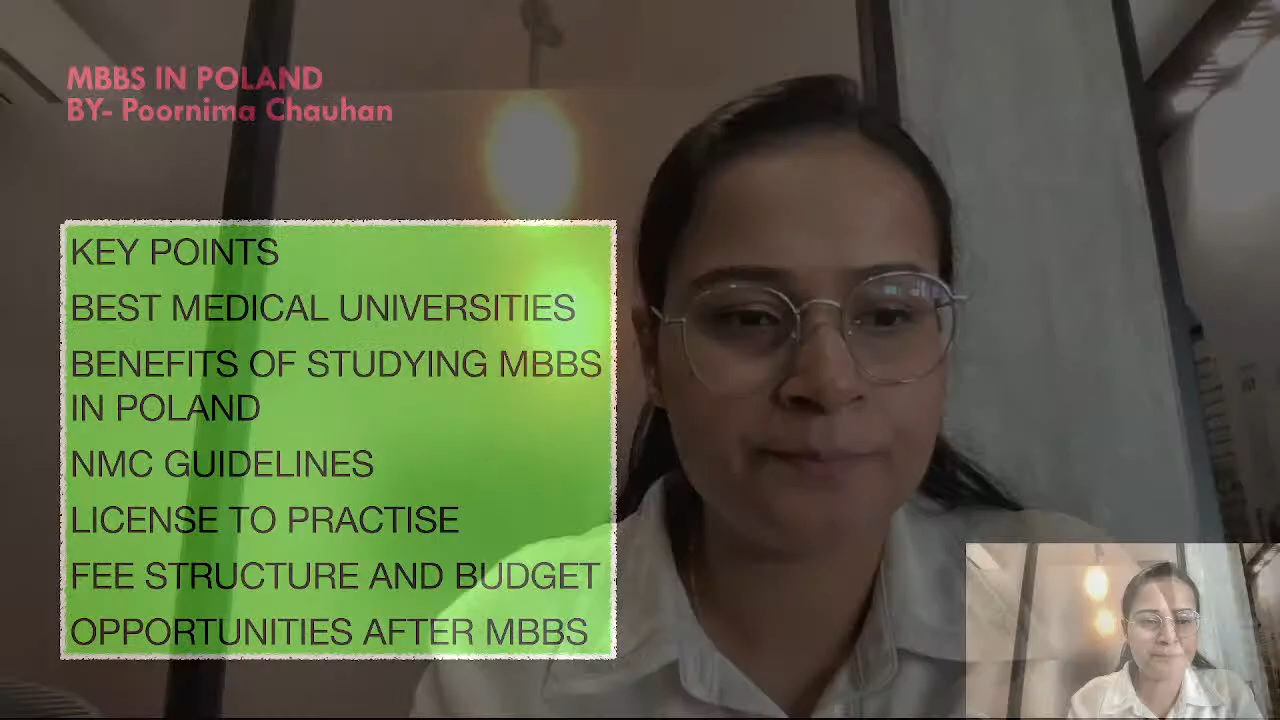 MBBS IN POLAND
BY- Poornima Chauhan
KEY POINTS
BEST MEDICAL UNIVERSITIES
BENEFITS OF STUDYING MBBS
IN POLAND
NMC GUIDELINES
LICENSE TO PRACTISE
FEE STRUCTURE AND BUDGET
OPPORTUNITIES AFTER MBBS